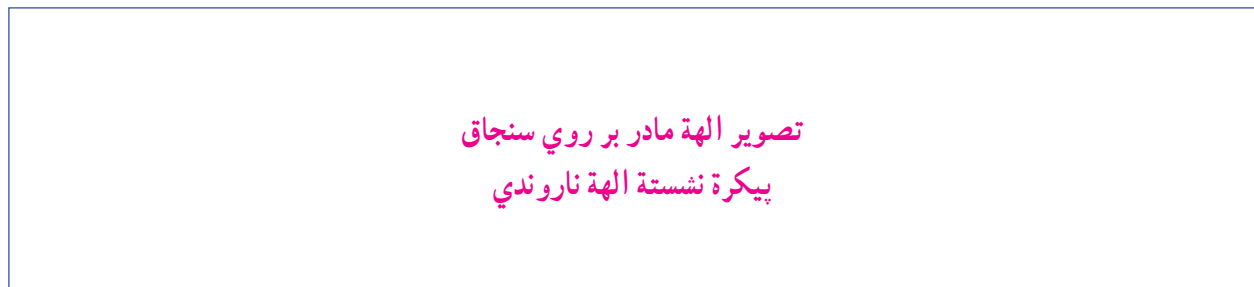 تصوير الهة مادر بر روي سنجاق
پيكرة نشستة الهة ناروندي